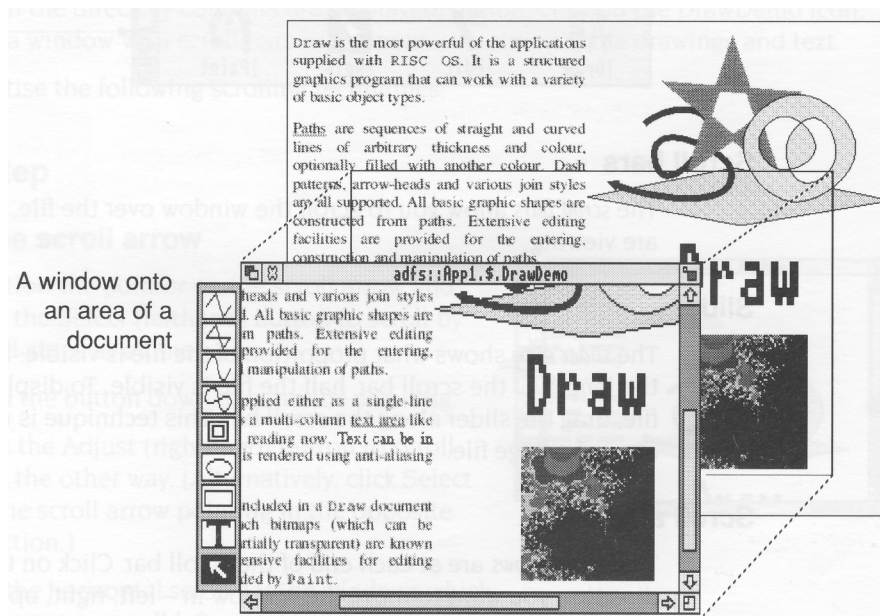 Draw is the most powerful of the applications
supplied with RISC OS. It is a structured
graphics program that can work with a variety
of basic object types.
Paths are sequences of straight and curved
lines of arbitrary thickness and colour,
optionally filled with another colour. Dash
patterns, arrow-heads and various join styles
are all supported. All basic graphic shapes are
constructed from paths. Extensive editing
facilities are provided for the entering,
construction and manipulation of paths.
A window onto
an area of a
document
adfs::App1.$.DrawDemo
heads and various join styles
d. All basic graphic shapes are
m paths. Extensive editing
provided for the entering,
l manipulation of paths.
pplied either as a single-line
s a multi-column text area like
reading now. Text can be in
is rendered using anti-aliasing
ncluded in a Draw document
ch bitmaps (which can be
rtially transparent) are known
ensive facilities for editing
ded by Paint.
Draw
raw
T